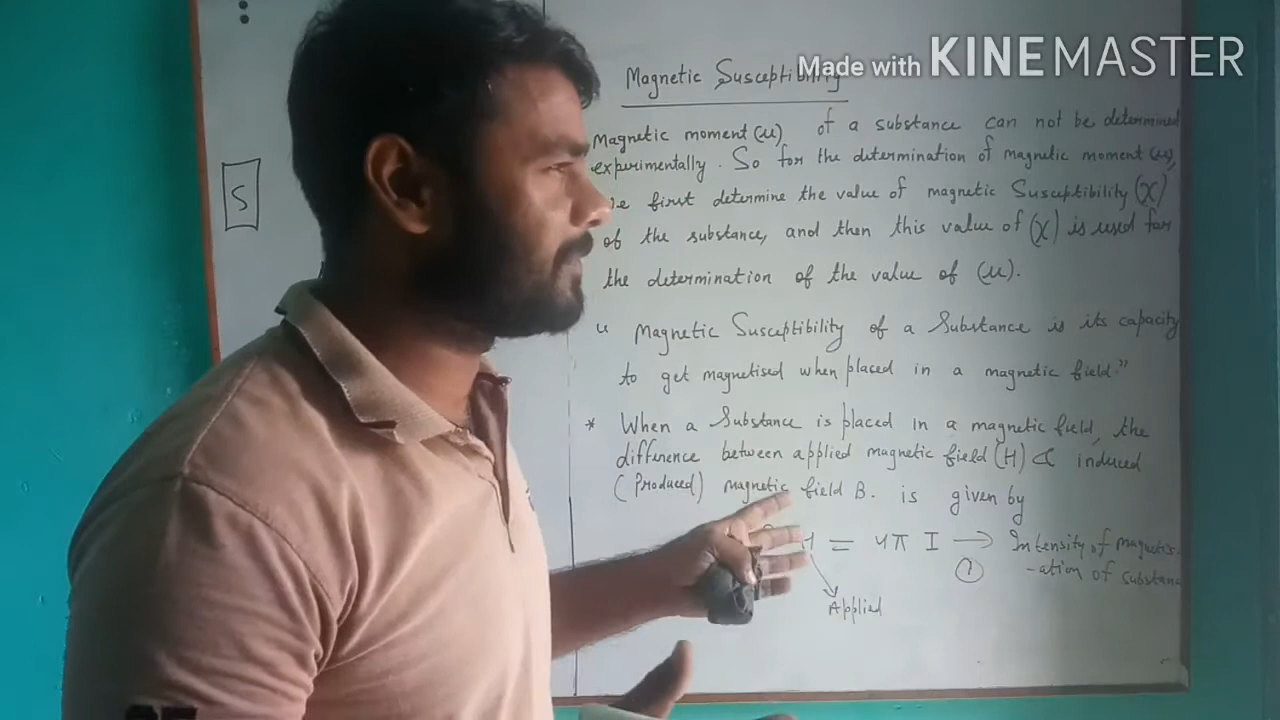 Made with KINEMASTER
Magnetic Susceptibility
S
Magnetic moment (u) of a substance can not be determined
experimentally. So for the determination of magnetic moment (u),
first determine the value of magnetic Susceptibility (X)
of the substance, and then this value of (X) is used for
the determination of the value of (u).
" Magnetic Susceptibility of a Substance is its capacity
to get magnetised when placed in a magnetic field."
* When a Substance is placed in a magnetic field, the
difference between applied magnetic field (H) & induced
(Produced) magnetic field B. is given by
H = 4π I → Intensity of magnetis-
① -ation of substan
Applied